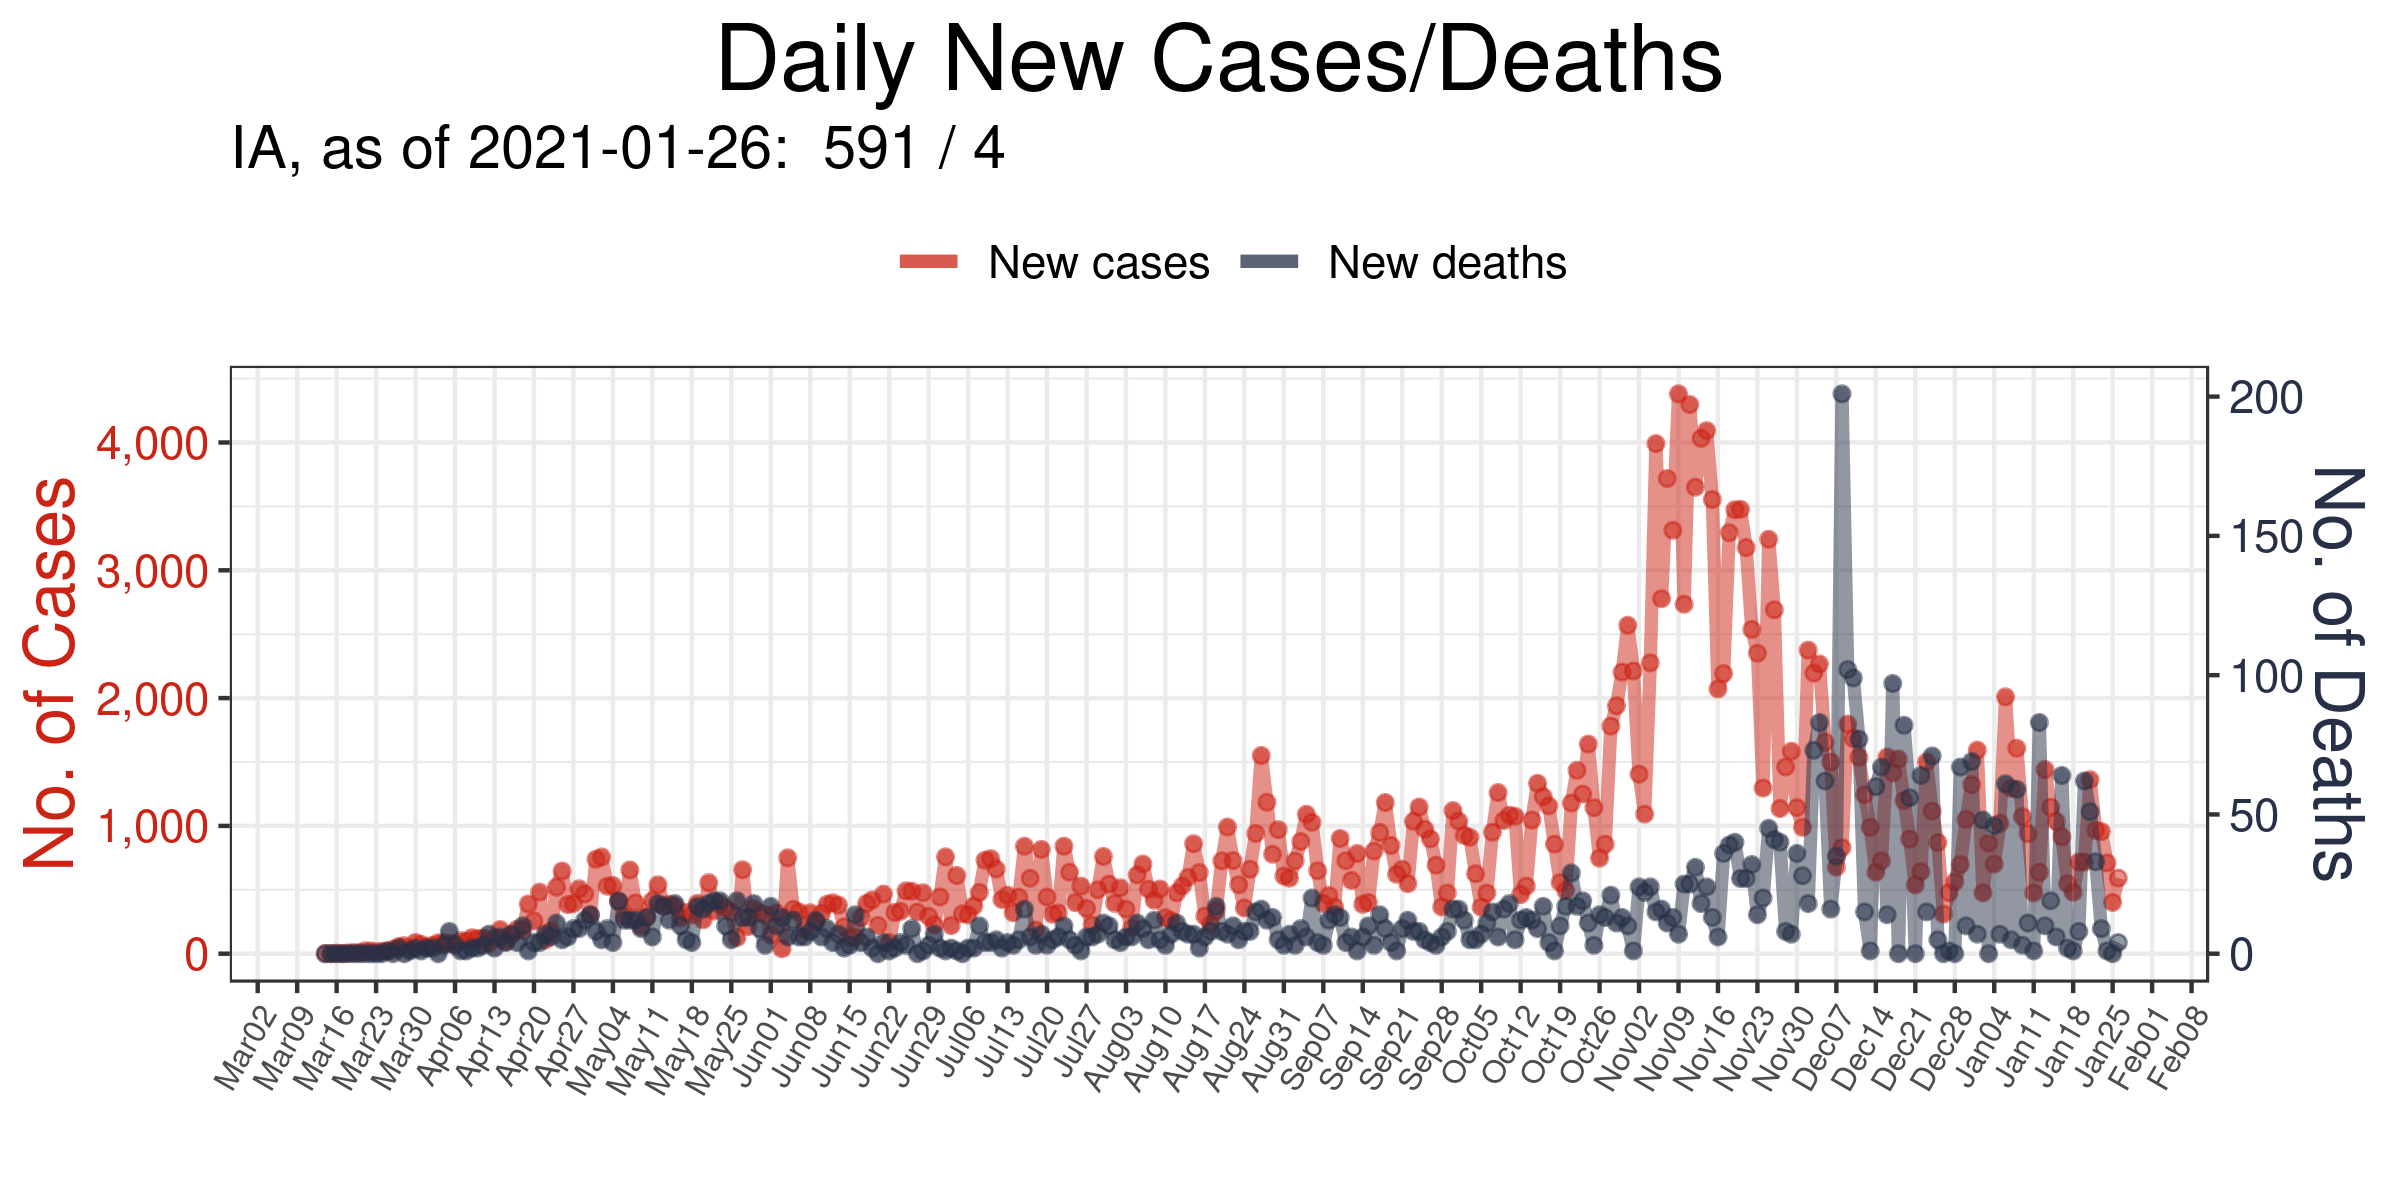 Daily New Cases/Deaths
IA, as of 2021-01-26: 591 / 4
New cases
New deaths
No. of Cases
4,000
3,000
2,000
1,000
0
200
150
100
50
0
No. of Deaths
Mar02
Mar09
Mar16
Mar23
Mar30
Apr06
Apr13
Apr20
Apr27
May04
May11
May18
May25
Jun01
Jun08
Jun15
Jun22
Jun29
Jul06
Jul13
Jul20
Jul27
Aug03
Aug10
Aug17
Aug24
Aug31
Sep07
Sep14
Sep21
Sep28
Oct05
Oct12
Oct19
Oct26
Nov02
Nov09
Nov16
Nov23
Nov30
Dec07
Dec14
Dec21
Dec28
Jan04
Jan11
Jan18
Jan25
Feb01
Feb08